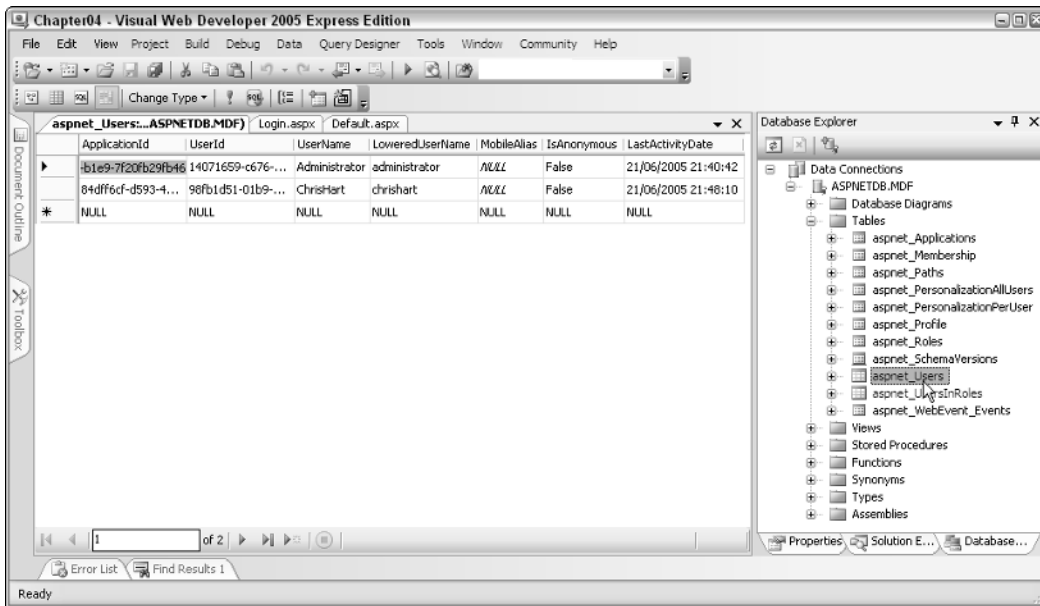 Chapter04 - Visual Web Developer 2005 Express Edition
File Edit View Project Build Debug Data Query Designer Tools Window Community Help
Change Type
aspnet_Users:...ASPNETDB.MDF) Login.aspx Default.aspx
Document Outline
Toolbox
ApplicationId UserId UserName LoweredUserName MobileAlias IsAnonymous LastActivityDate
-b1e9-7f20fb29fb46 14071659-c676-... Administrator administrator NULL False 21/06/2005 21:40:42
84dff6cf-d593-4... 98fb1d51-01b9-... ChrisHart chrishart NULL False 21/06/2005 21:48:10
NULL NULL NULL NULL NULL NULL NULL
1 of 2
Database Explorer
Data Connections
ASPNETDB.MDF
Database Diagrams
Tables
aspnet_Applications
aspnet_Membership
aspnet_Paths
aspnet_PersonalizationAllUsers
aspnet_PersonalizationPerUser
aspnet_Profile
aspnet_Roles
aspnet_SchemaVersions
aspnet_Users
aspnet_UsersInRoles
aspnet_WebEvent_Events
Views
Stored Procedures
Functions
Synonyms
Types
Assemblies
Properties Solution E... Database...
Error List Find Results 1
Ready